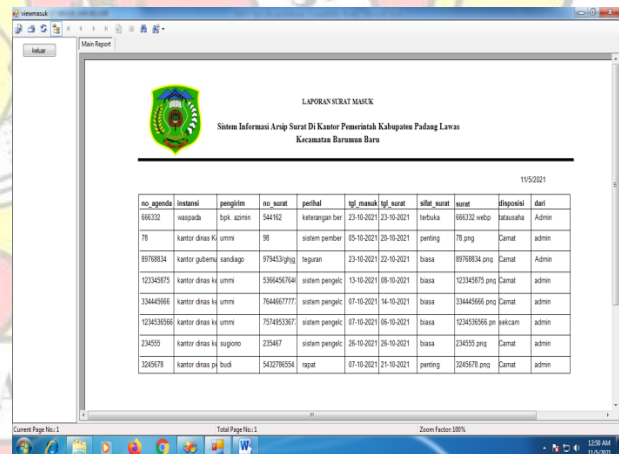 viewmasuk
keluar
Main Report
LAPORAN SURAT MASUK
Sistem Informasi Arsip Surat Di Kantor Pemerintah Kabupaten Padang Lawas
Kecamatan Barumun Baru
11/5/2021
no_agenda instansi pengirim no_surat perihal tgl_masuk tgl_surat sifat_surat surat disposisi dari
666332 waspada bpk. azimin 544162 keterangan ber 23-10-2021 23-10-2021 terbuka 666332.webp tatausaha Admin
78 kantor dinas K ummi 98 sistem pember 05-10-2021 20-10-2021 penting 78.png Camat admin
89768834 kantor gubernu sandiago 979453/ghjg teguran 23-10-2021 22-10-2021 biasa 89768834.png Camat Admin
123345875 kantor dinas ke ummi 536645676 sistem pengelc 13-10-2021 08-10-2021 biasa 123345875.png Camat admin
334445666 kantor dinas ke ummi 7644667777 sistem pengelc 07-10-2021 14-10-2021 biasa 334445666.png Camat admin
1234536566 kantor dinas ke ummi 7574953367 sistem pengelc 07-10-2021 06-10-2021 biasa 1234536566.pn sekcam admin
234555 kantor dinas ke sugiono 235467 sistem pengelc 26-10-2021 26-10-2021 biasa 234555.png Camat admin
3245678 kantor dinas pe budi 5432786554 rapat 07-10-2021 21-10-2021 penting 3245678.png Camat admin
Current Page No.: 1 Total Page No.: 1 Zoom Factor: 100%
12:50 AM
11/5/2021